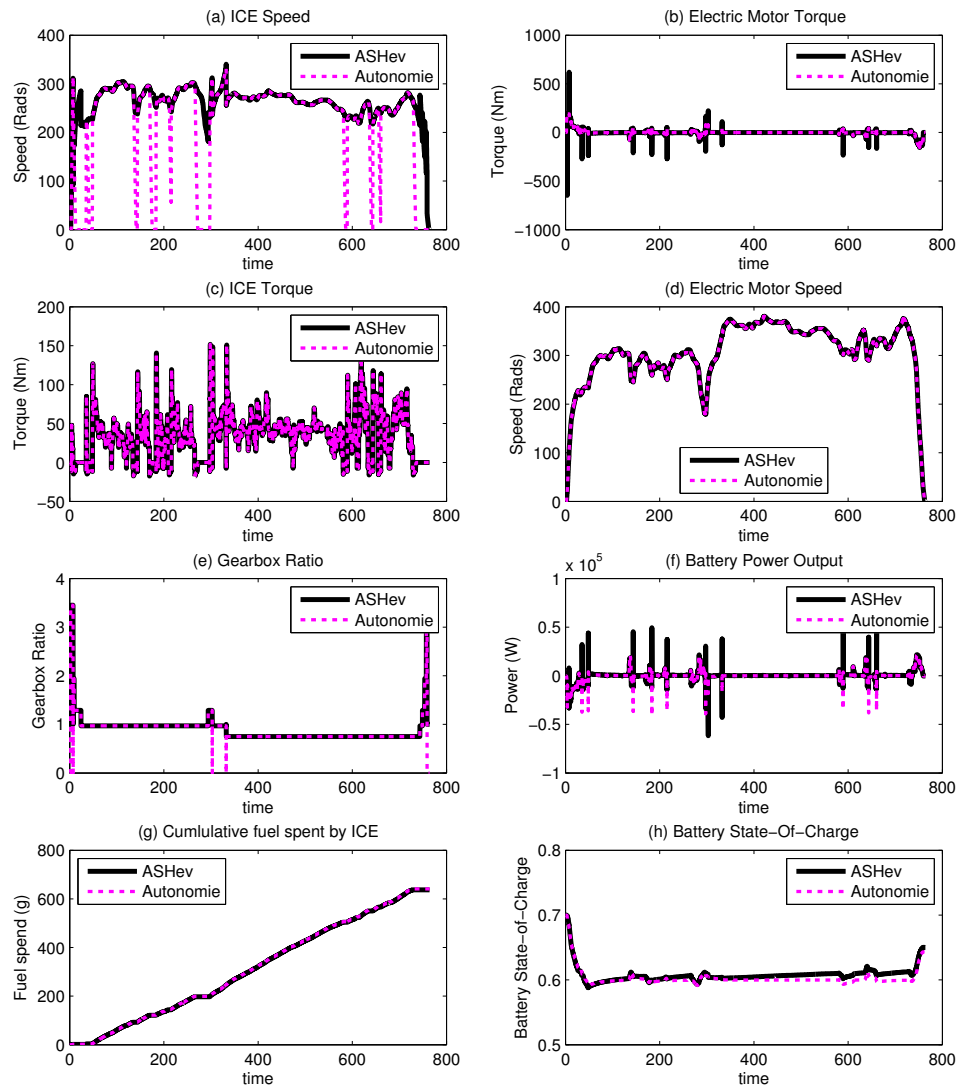 (a) ICE Speed
400
300
200
100
0
Speed (Rads)
0 200 400 600 800
time
ASHev
Autonomie
(b) Electric Motor Torque
1000
500
0
−500
−1000
Torque (Nm)
0 200 400 600 800
time
ASHev
Autonomie
(c) ICE Torque
200
150
100
50
0
−50
Torque (Nm)
0 200 400 600 800
time
ASHev
Autonomie
(d) Electric Motor Speed
400
300
200
100
0
Speed (Rads)
0 200 400 600 800
time
ASHev
Autonomie
(e) Gearbox Ratio
4
3
2
1
0
Gearbox Ratio
0 200 400 600 800
time
ASHev
Autonomie
(f) Battery Power Output
x 10^5
1
0.5
0
−0.5
−1
Power (W)
0 200 400 600 800
time
ASHev
Autonomie
(g) Cumlulative fuel spent by ICE
800
600
400
200
0
Fuel spend (g)
0 200 400 600 800
time
ASHev
Autonomie
(h) Battery State−Of−Charge
0.8
0.7
0.6
0.5
Battery State−of−Charge
0 200 400 600 800
time
ASHev
Autonomie